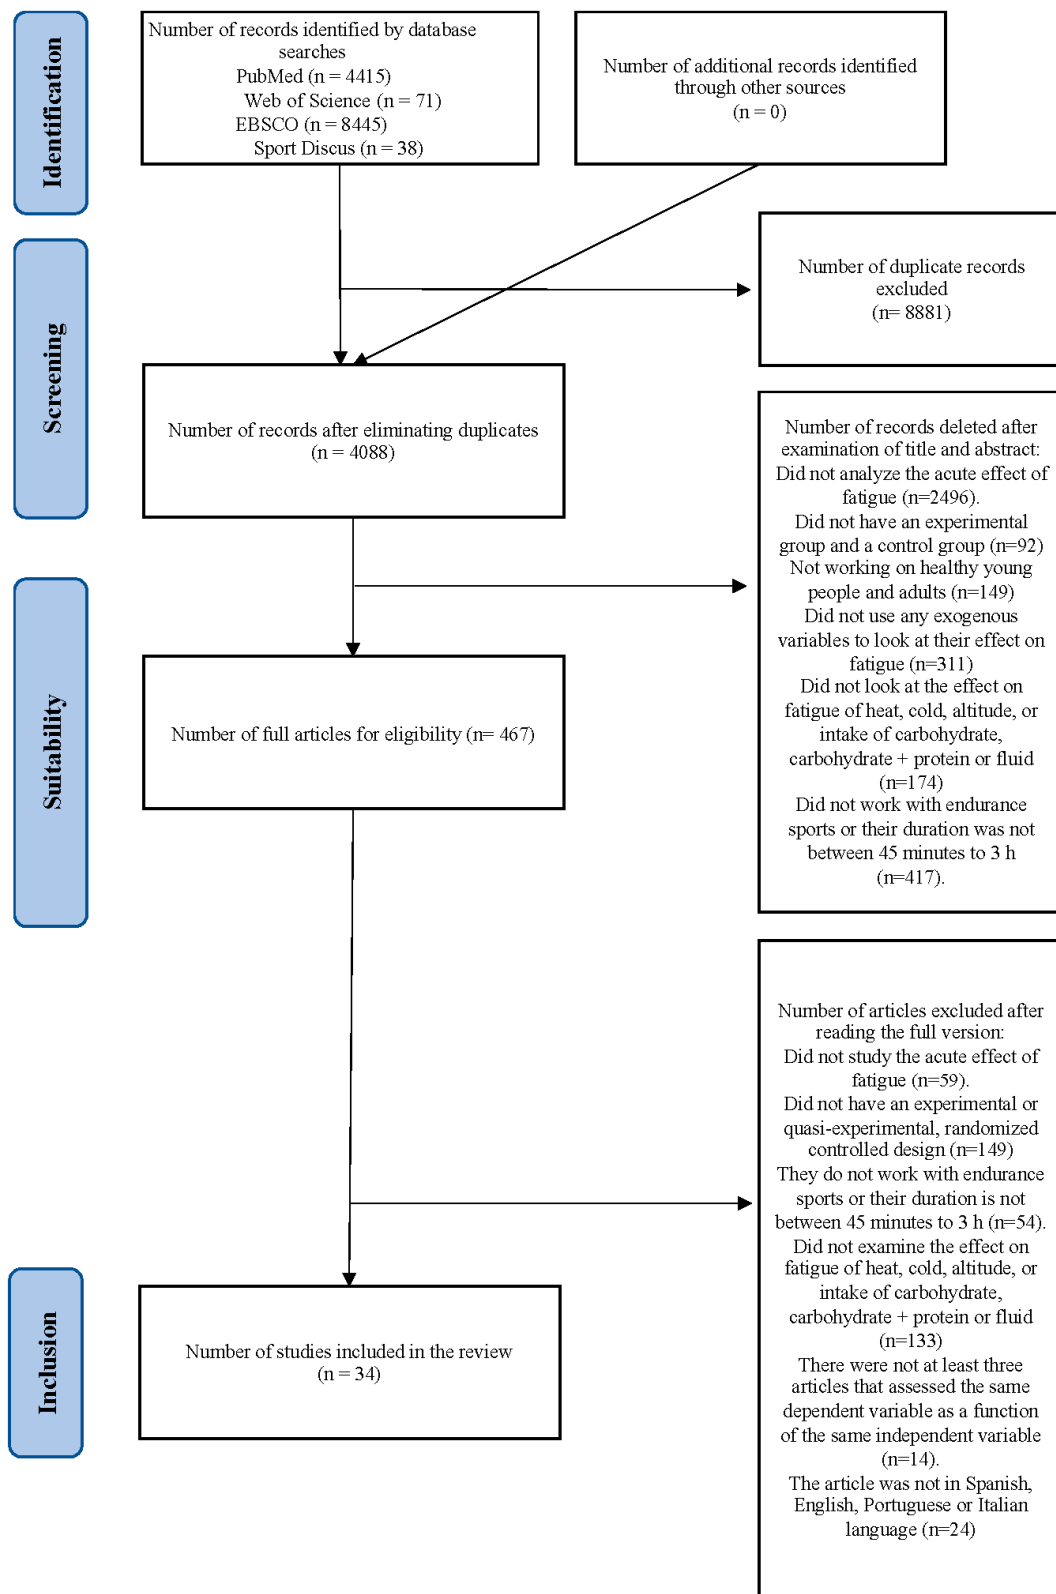 Identification
Number of records identified by database
searches
PubMed (n = 4415)
Web of Science (n = 71)
EBSCO (n = 8445)
Sport Discus (n = 38)
Number of additional records identified
through other sources
(n = 0)
Screening
Number of duplicate records
excluded
(n= 8881)
Number of records after eliminating duplicates
(n = 4088)
Number of records deleted after
examination of title and abstract:
Did not analyze the acute effect of
fatigue (n=2496).
Did not have an experimental
group and a control group (n=92)
Not working on healthy young
people and adults (n=149)
Did not use any exogenous
variables to look at their effect on
fatigue (n=311)
Did not look at the effect on
fatigue of heat, cold, altitude, or
intake of carbohydrate,
carbohydrate + protein or fluid
(n=174)
Did not work with endurance
sports or their duration was not
between 45 minutes to 3 h
(n=417).
Suitability
Number of full articles for eligibility (n= 467)
Number of articles excluded after
reading the full version:
Did not study the acute effect of
fatigue (n=59).
Did not have an experimental or
quasi-experimental, randomized
controlled design (n=149)
They do not work with endurance
sports or their duration is not
between 45 minutes to 3 h (n=54).
Did not examine the effect on
fatigue of heat, cold, altitude, or
intake of carbohydrate,
carbohydrate + protein or fluid
(n=133)
There were not at least three
articles that assessed the same
dependent variable as a function
of the same independent variable
(n=14).
The article was not in Spanish,
English, Portuguese or Italian
language (n=24)
Inclusion
Number of studies included in the review
(n = 34)